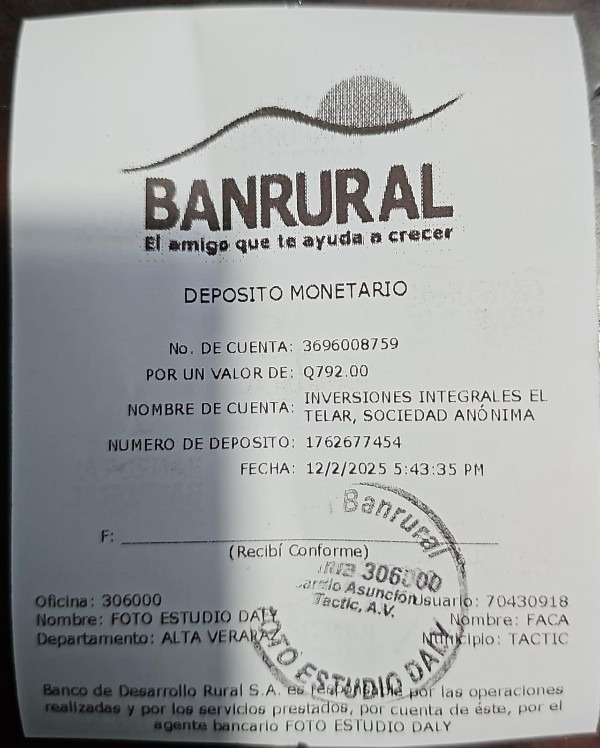 BANRURAL
El amigo que te ayuda a crecer
DEPOSITO MONETARIO
No. DE CUENTA: 3696008759
POR UN VALOR DE: Q792.00
NOMBRE DE CUENTA: INVERSIONES INTEGRALES EL
TELAR, SOCIEDAD ANÓNIMA
NUMERO DE DEPOSITO: 1762677454
FECHA: 12/2/2025 5:43:35 PM
F:
(Recibí Conforme)
Banrural
306000
Barrio Asunción
Tactic, A.V.
FOTO ESTUDIO DALY
Oficina: 306000 Usuario: 70430918
Nombre: FOTO ESTUDIO DALY Nombre: FACA
Departamento: ALTA VERAPAZ Municipio: TACTIC
Banco de Desarrollo Rural S.A. es responsable por las operaciones
realizadas y por los servicios prestados, por cuenta de éste, por el
agente bancario FOTO ESTUDIO DALY